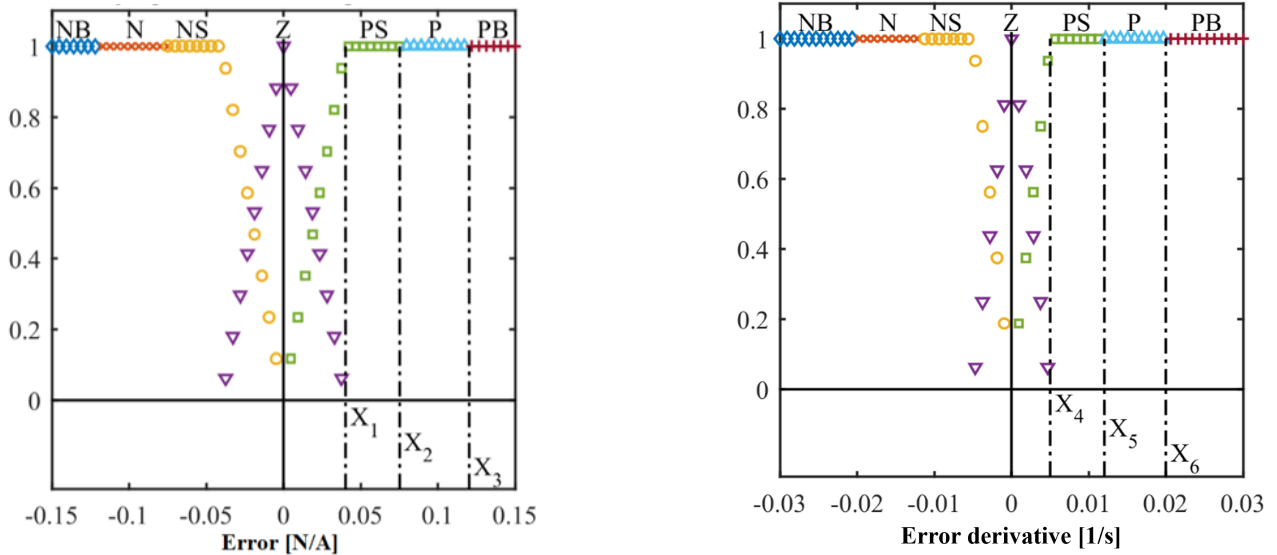 NB N NS Z PS P PB
1
0.8
0.6
0.4
0.2
0
X1
X2
X3
-0.15 -0.1 -0.05 0 0.05 0.1 0.15
Error [N/A]
NB N NS Z PS P PB
1
0.8
0.6
0.4
0.2
0
X4
X5
X6
-0.03 -0.02 -0.01 0 0.01 0.02 0.03
Error derivative [1/s]